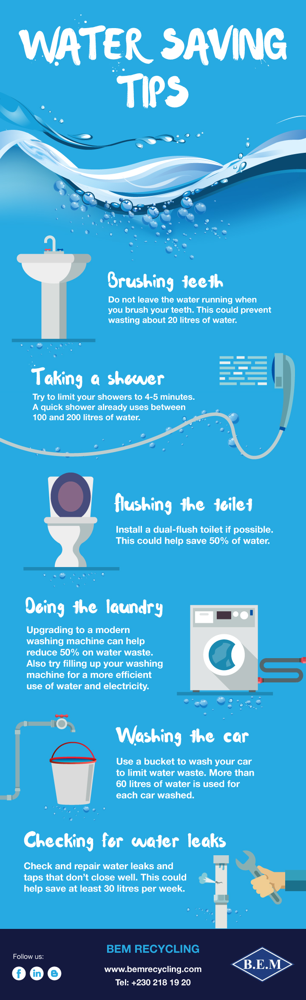 WATER SAVING
TIPS
Brushing teeth
Do not leave the water running when
you brush your teeth. This could prevent
wasting about 20 litres of water.
Taking a shower
Try to limit your showers to 4-5 minutes.
A quick shower already uses between
100 and 200 litres of water.
flushing the toilet
Install a dual-flush toilet if possible.
This could help save 50% of water.
Doing the laundry
Upgrading to a modern
washing machine can help
reduce 50% on water waste.
Also try filling up your washing
machine for a more efficient
use of water and electricity.
Washing the car
Use a bucket to wash your car
to limit water waste. More than
60 litres of water is used for
each car washed.
Checking for water leaks
Check and repair water leaks and
taps that don't close well. This could
help save at least 30 litres per week.
Follow us:
f in B
BEM RECYCLING
www.bemrecycling.com
Tel: +230 218 19 20
B.E.M